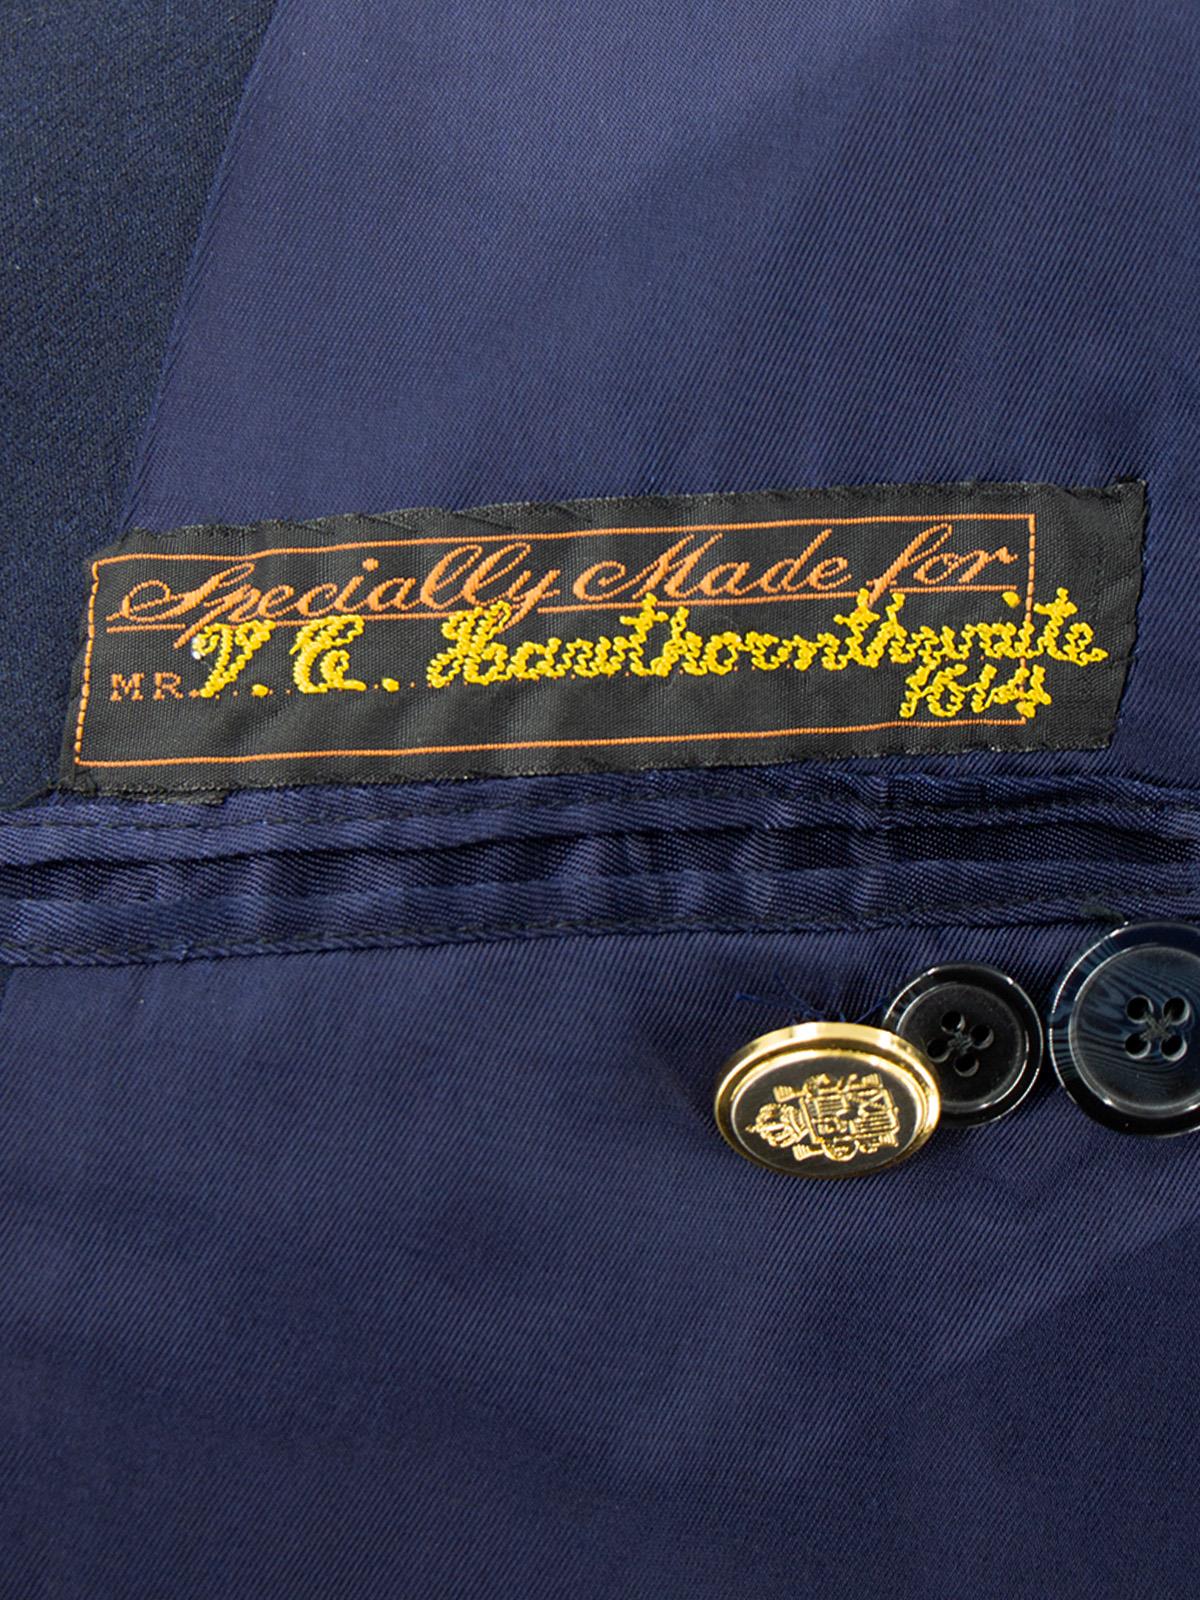 Specially Made for
MR. V. E. Hawthornthwaite
1614